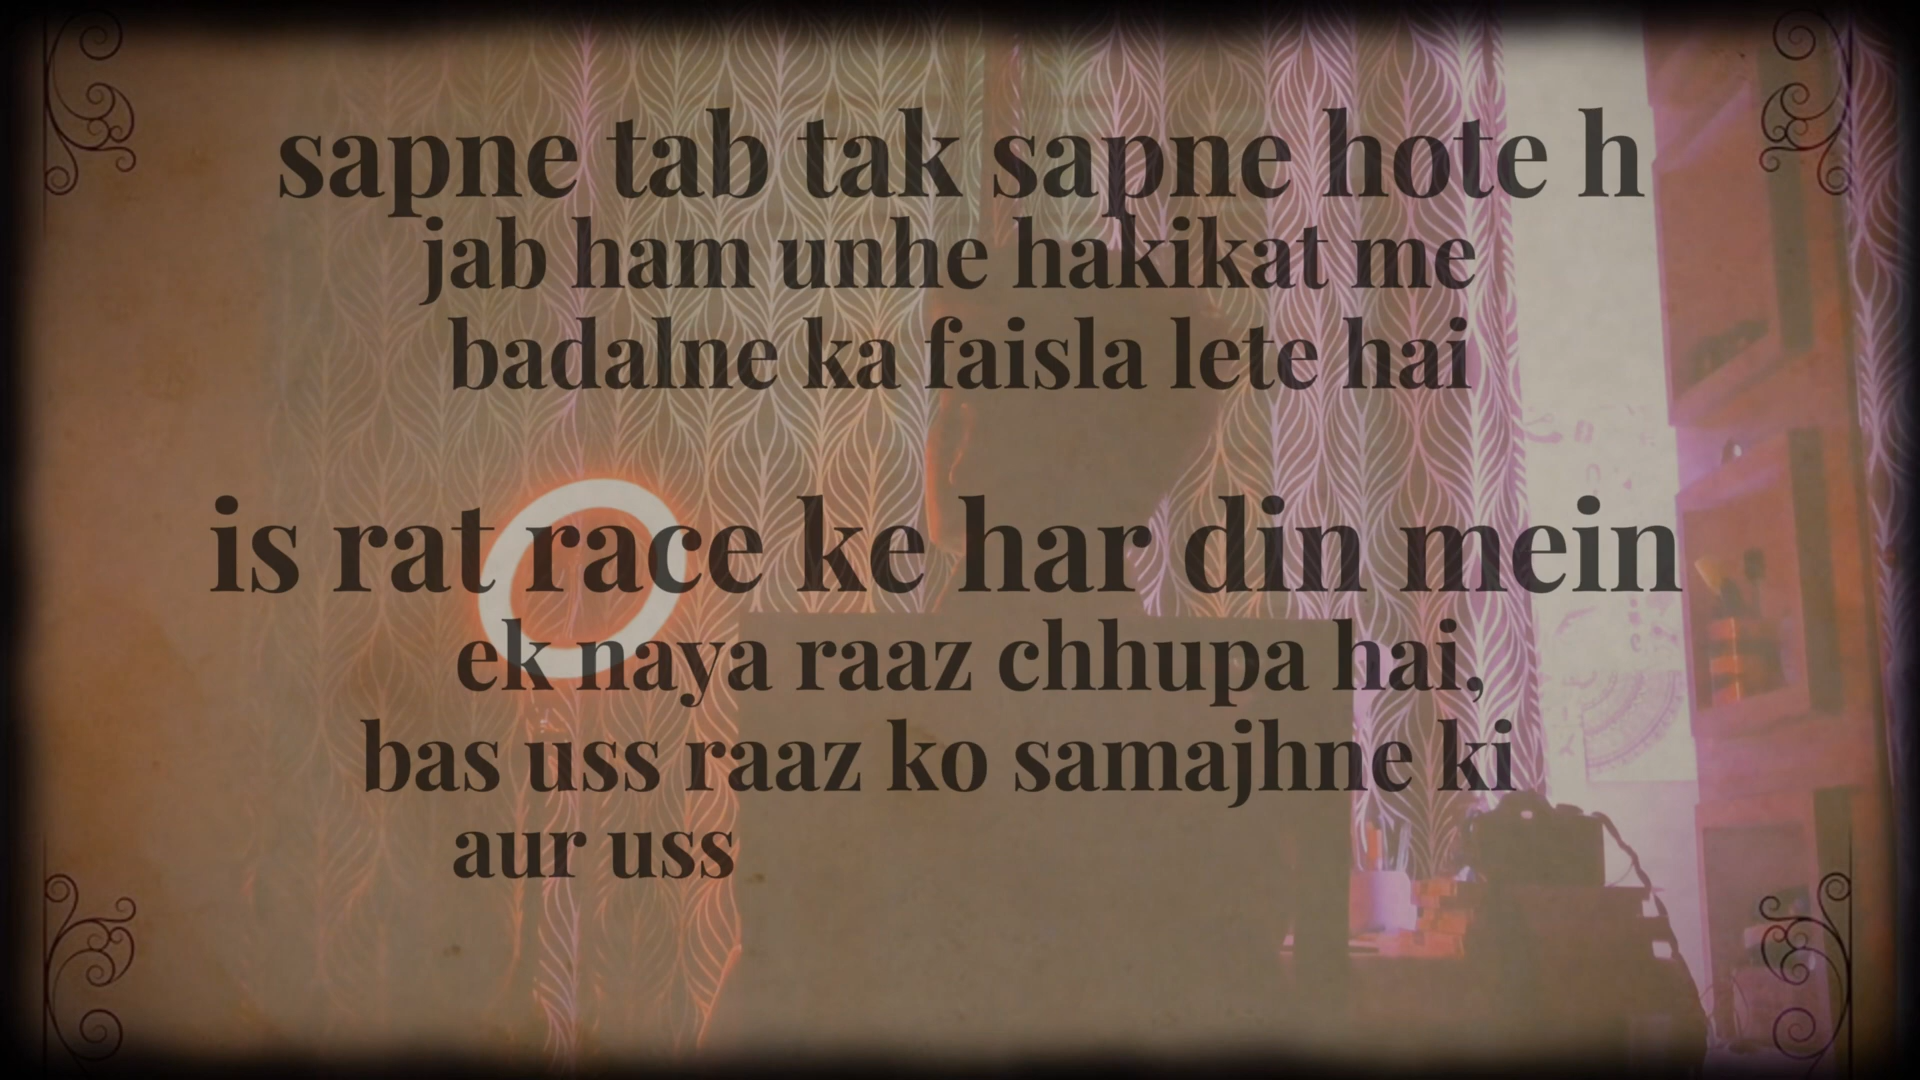 sapne tab tak sapne hote h
jab ham unhe hakikat me
badalne ka faisla lete hai
is rat race ke har din mein
ek naya raaz chhupa hai,
bas uss raaz ko samajhne ki
aur uss